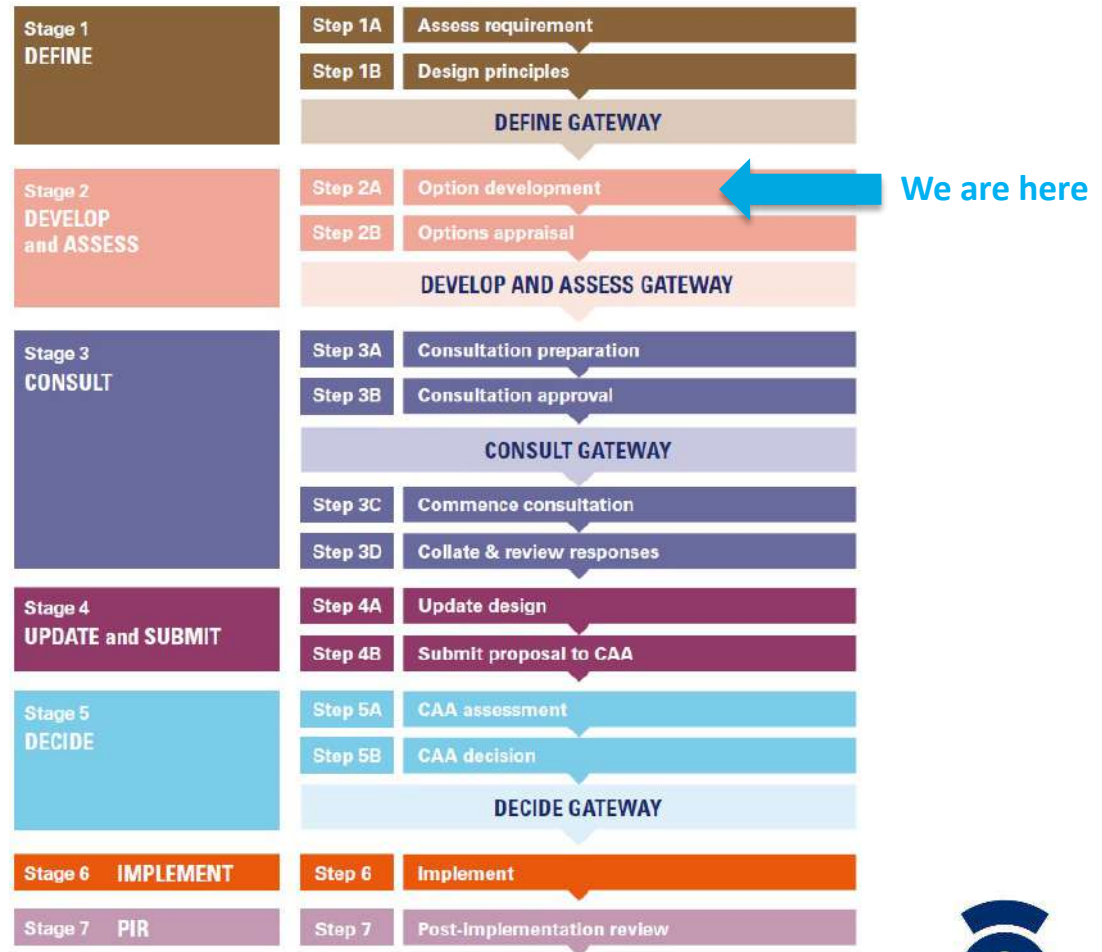 Stage 1
DEFINE
Step 1A Assess requirement
Step 1B Design principles
DEFINE GATEWAY
Stage 2
DEVELOP
and ASSESS
Step 2A Option development
We are here
Step 2B Options appraisal
DEVELOP AND ASSESS GATEWAY
Stage 3
CONSULT
Step 3A Consultation preparation
Step 3B Consultation approval
CONSULT GATEWAY
Step 3C Commence consultation
Step 3D Collate & review responses
Stage 4
UPDATE and SUBMIT
Step 4A Update design
Step 4B Submit proposal to CAA
Stage 5
DECIDE
Step 5A CAA assessment
Step 5B CAA decision
DECIDE GATEWAY
Stage 6 IMPLEMENT
Step 6 Implement
Stage 7 PIR
Step 7 Post-implementation review